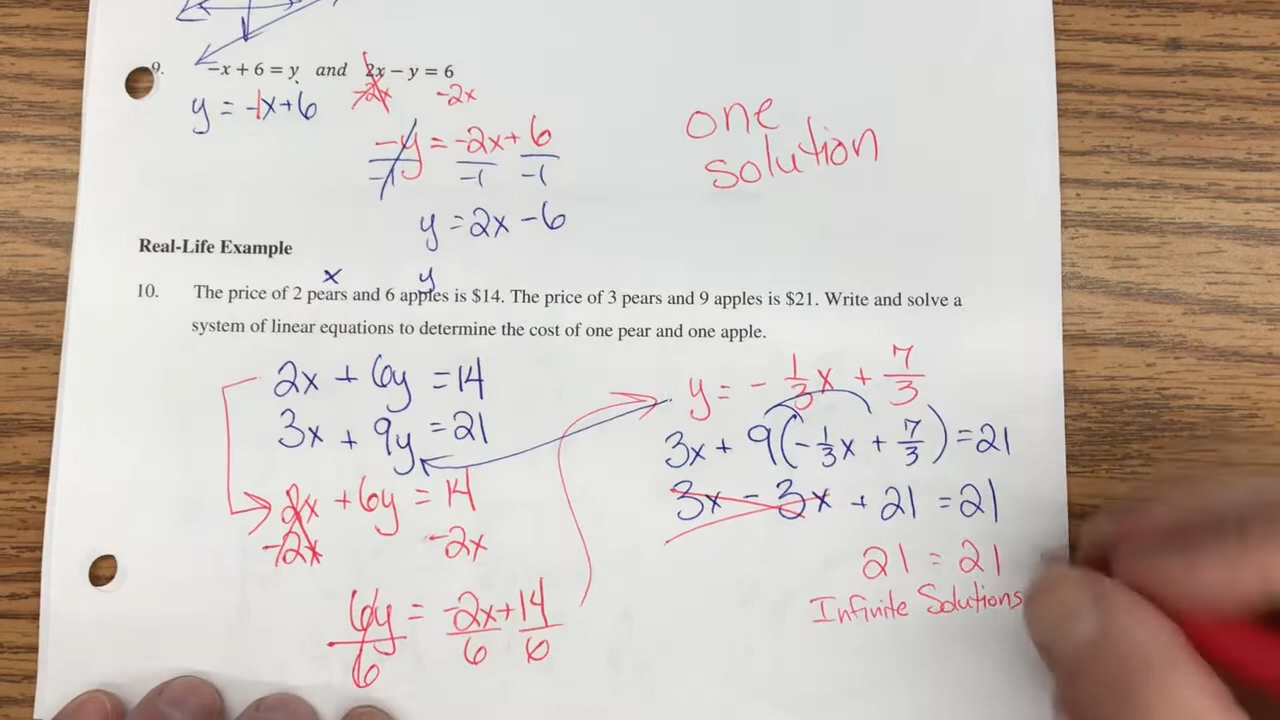 9. -x + 6 = y and 2x − y = 6
y = -1x+6
-2x -2x
-y = -2x + 6
-1 -1 -1
y = 2x - 6
one
solution
Real-Life Example
x y
10. The price of 2 pears and 6 apples is $14. The price of 3 pears and 9 apples is $21. Write and solve a
system of linear equations to determine the cost of one pear and one apple.
2x + 6y = 14
3x + 9y = 21
2x + 6y = 14
-2x -2x
6y = -2x + 14
6 6 6
y = - 1/3 x + 7/3
3x + 9(- 1/3 x + 7/3) = 21
3x - 3x + 21 = 21
21 = 21
Infinite Solutions